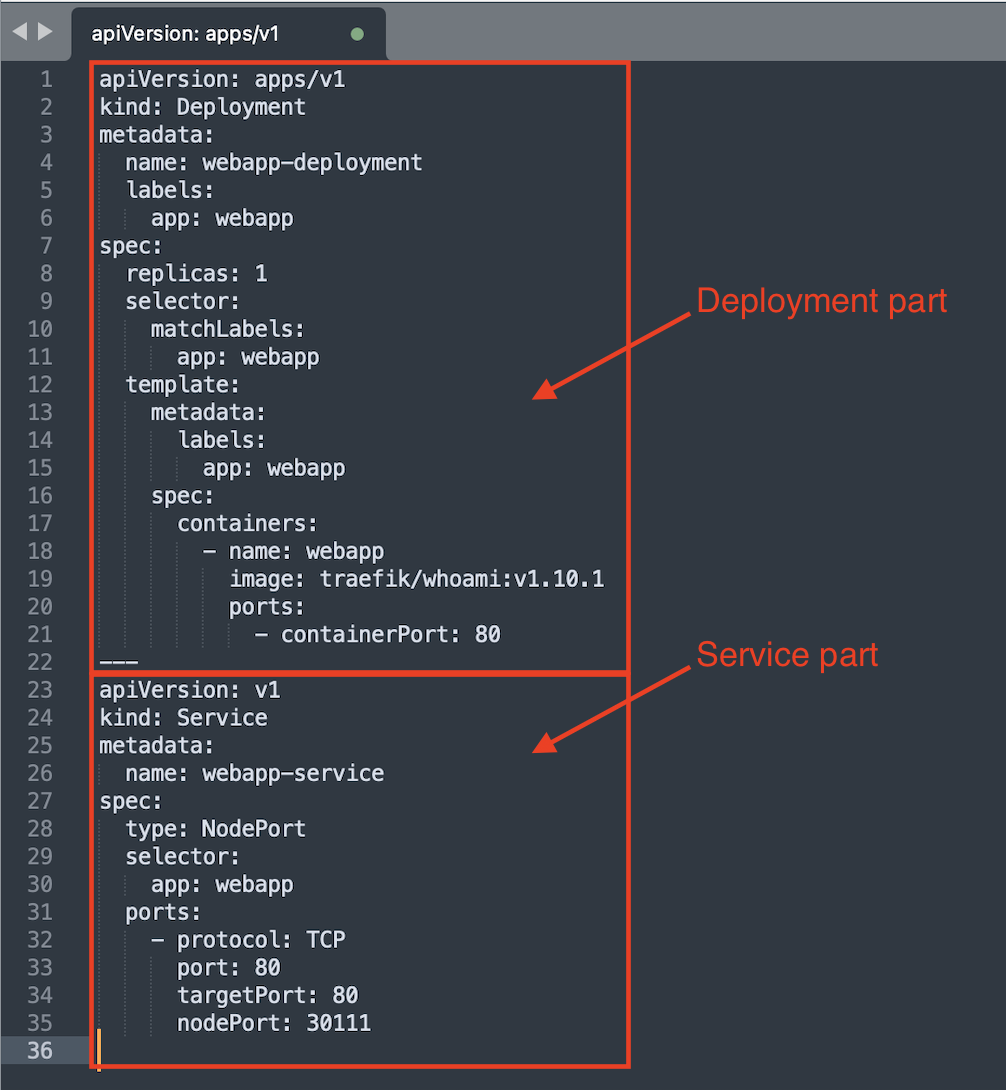 apiVersion: apps/v1
1 apiVersion: apps/v1
2 kind: Deployment
3 metadata:
4   name: webapp-deployment
5   labels:
6     app: webapp
7 spec:
8   replicas: 1
9   selector:
10     matchLabels:
11       app: webapp
12   template:
13     metadata:
14       labels:
15         app: webapp
16     spec:
17       containers:
18         - name: webapp
19           image: traefik/whoami:v1.10.1
20           ports:
21             - containerPort: 80
22 ---
23 apiVersion: v1
24 kind: Service
25 metadata:
26   name: webapp-service
27 spec:
28   type: NodePort
29   selector:
30     app: webapp
31   ports:
32     - protocol: TCP
33       port: 80
34       targetPort: 80
35       nodePort: 30111
36
Deployment part
Service part